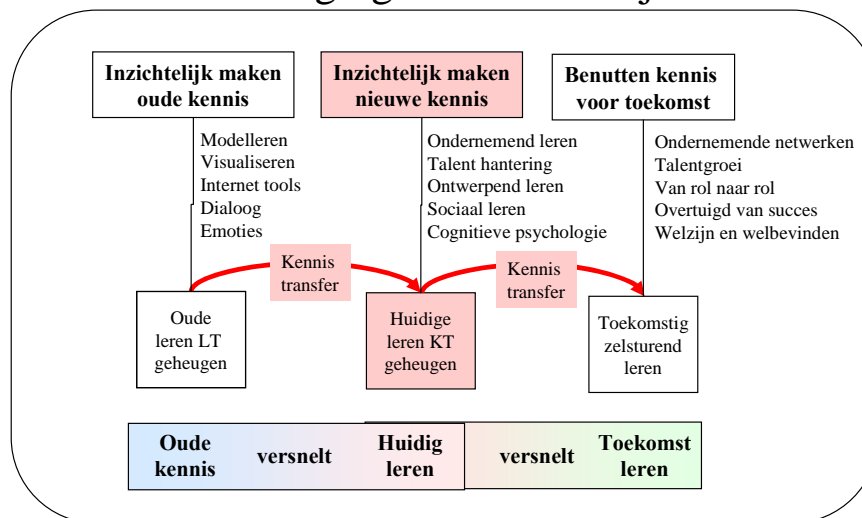 Inzichtelijk maken
oude kennis
Inzichtelijk maken
nieuwe kennis
Benutten kennis
voor toekomst
Modelleren
Visualiseren
Internet tools
Dialoog
Emoties
Ondernemend leren
Talent hantering
Ontwerpend leren
Sociaal leren
Cognitieve psychologie
Ondernemende netwerken
Talentgroei
Van rol naar rol
Overtuigd van succes
Welzijn en welbevinden
Kennis
transfer
Kennis
transfer
Oude
leren LT
geheugen
Huidige
leren KT
geheugen
Toekomstig
zelsturend
leren
Oude
kennis
versnelt
Huidig
leren
versnelt
Toekomst
leren